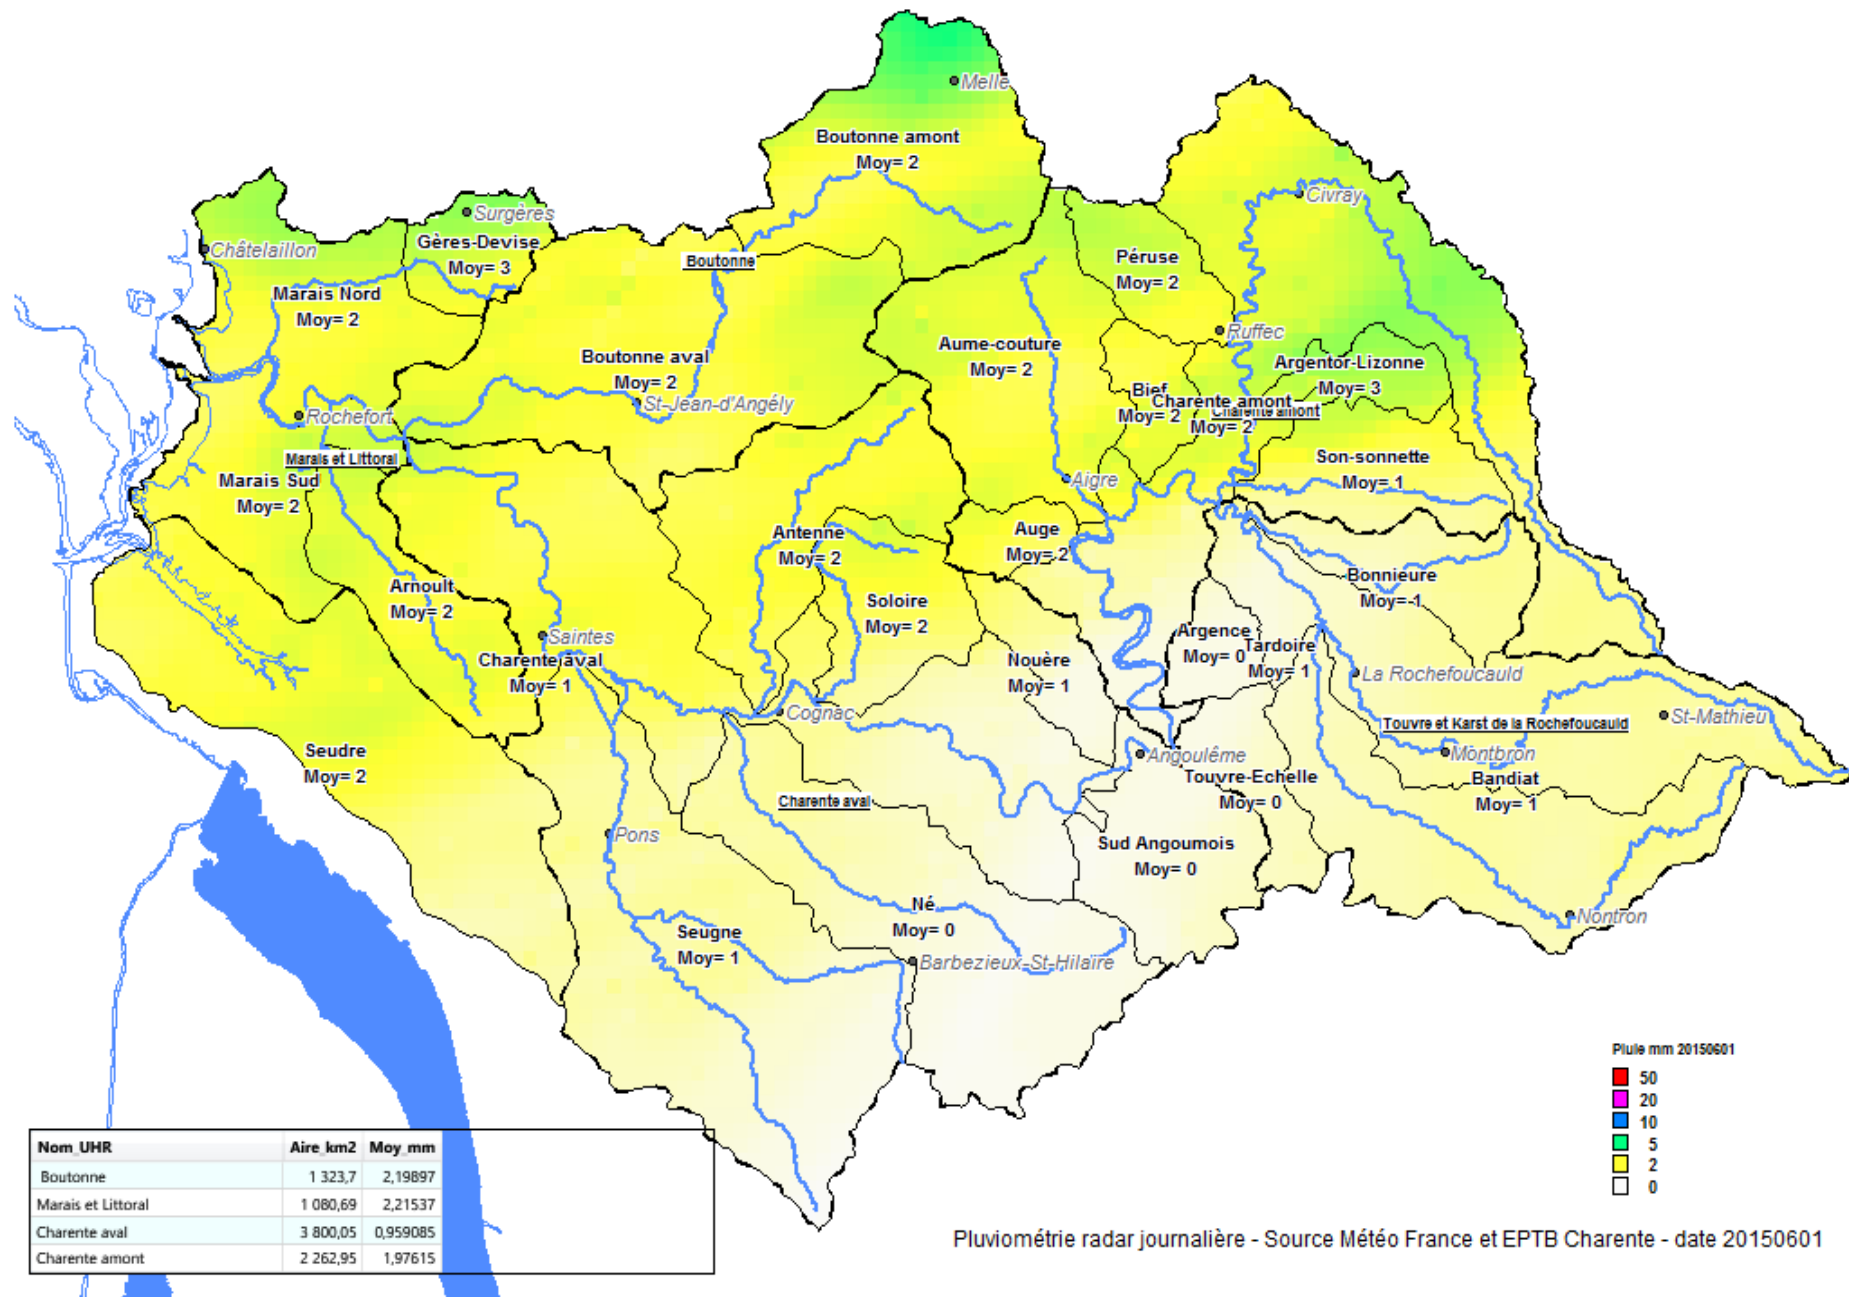 Melle
Boutonne amont
Moy= 2
Civray
Surgères
Châtelaillon
Gères-Devise
Moy= 3
Boutonne
Péruse
Moy= 2
Marais Nord
Moy= 2
Ruffec
Aume-couture
Moy= 2
Boutonne aval
Moy= 2
Argentor-Lizonne
Moy= 3
Bief
Moy= 2
Charente amont
Moy= 2
Charente amont
St-Jean-d'Angély
Rochefort
Marais et Littoral
Son-sonnette
Moy= 1
Marais Sud
Moy= 2
Aigre
Antenne
Moy= 2
Auge
Moy= 2
Bonnieure
Moy= 1
Arnoult
Moy= 2
Soloire
Moy= 2
Saintes
Argence
Moy= 0
Tardoire
Moy= 1
Charente aval
Moy= 1
Nouère
Moy= 1
La Rochefoucauld
Cognac
St-Mathieu
Touvre et Karst de la Rochefoucauld
Seudre
Moy= 2
Angoulême
Montbron
Touvre-Echelle
Moy= 0
Bandiat
Moy= 1
Charente aval
Pons
Sud Angoumois
Moy= 0
Né
Moy= 0
Nontron
Seugne
Moy= 1
Barbezieux-St-Hilaire
Pluie mm 20150601
50
20
10
5
2
0
Nom_UHR Aire_km2 Moy_mm
Boutonne 1 323,7 2,19897
Marais et Littoral 1 080,69 2,21537
Charente aval 3 800,05 0,959085
Charente amont 2 262,95 1,97615
Pluviométrie radar journalière - Source Météo France et EPTB Charente - date 20150601